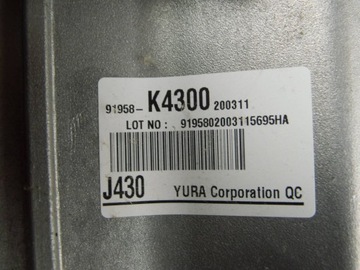 91958- K4300 200311
LOT NO : 9195802003115695HA
J430 YURA Corporation QC